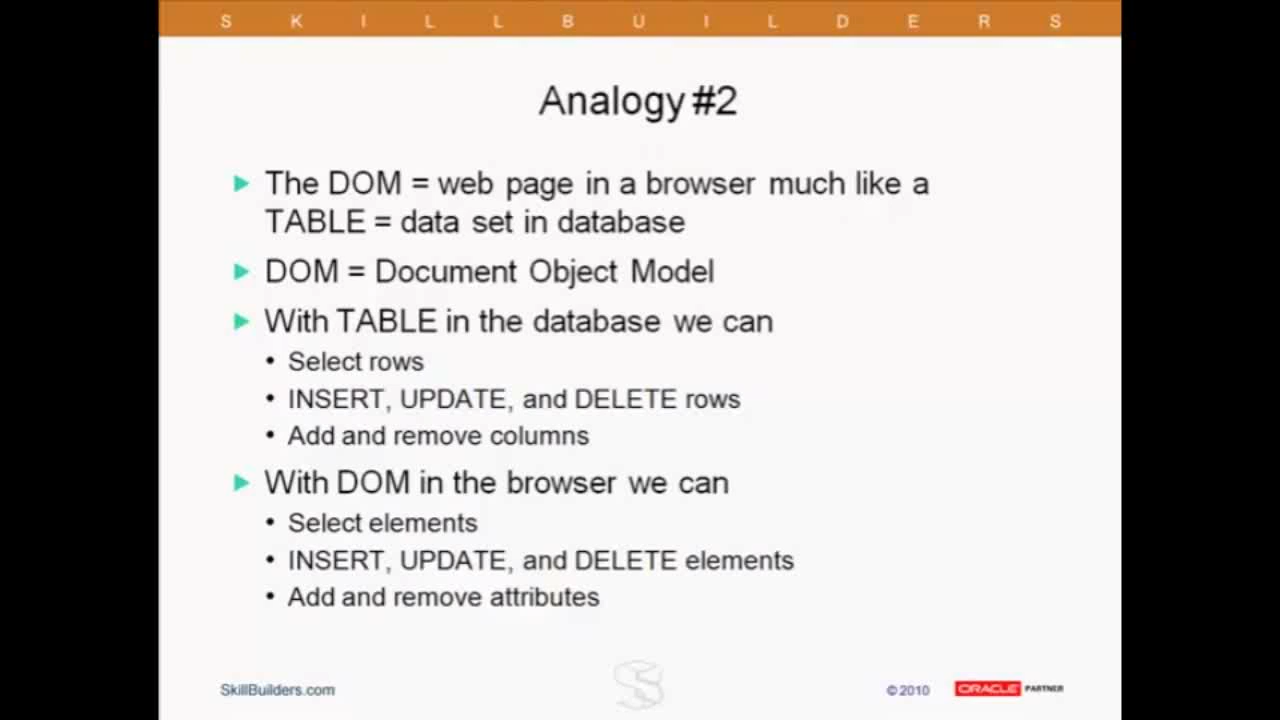 S K I L L B U I L D E R S
Analogy #2
The DOM = web page in a browser much like a
TABLE = data set in database
DOM = Document Object Model
With TABLE in the database we can
• Select rows
• INSERT, UPDATE, and DELETE rows
• Add and remove columns
With DOM in the browser we can
• Select elements
• INSERT, UPDATE, and DELETE elements
• Add and remove attributes
SkillBuilders.com
© 2010
ORACLE PARTNER